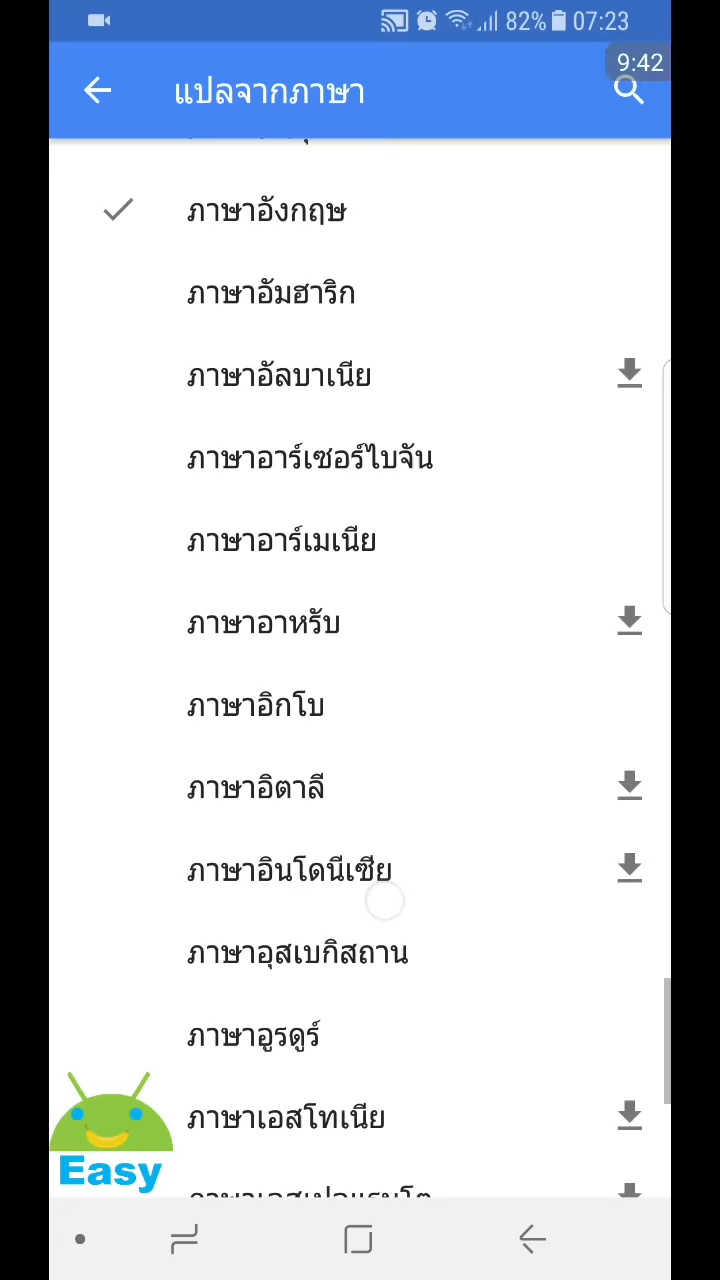 82% 07:23
9:42
แปลจากภาษา
ภาษาอังกฤษ
ภาษาอัมฮาริก
ภาษาอัลบาเนีย
ภาษาอาร์เซอร์ไบจัน
ภาษาอาร์เมเนีย
ภาษาอาหรับ
ภาษาอิกโบ
ภาษาอิตาลี
ภาษาอินโดนีเซีย
ภาษาอุสเบกิสถาน
ภาษาอูรดูร์
ภาษาเอสโทเนีย
Easy